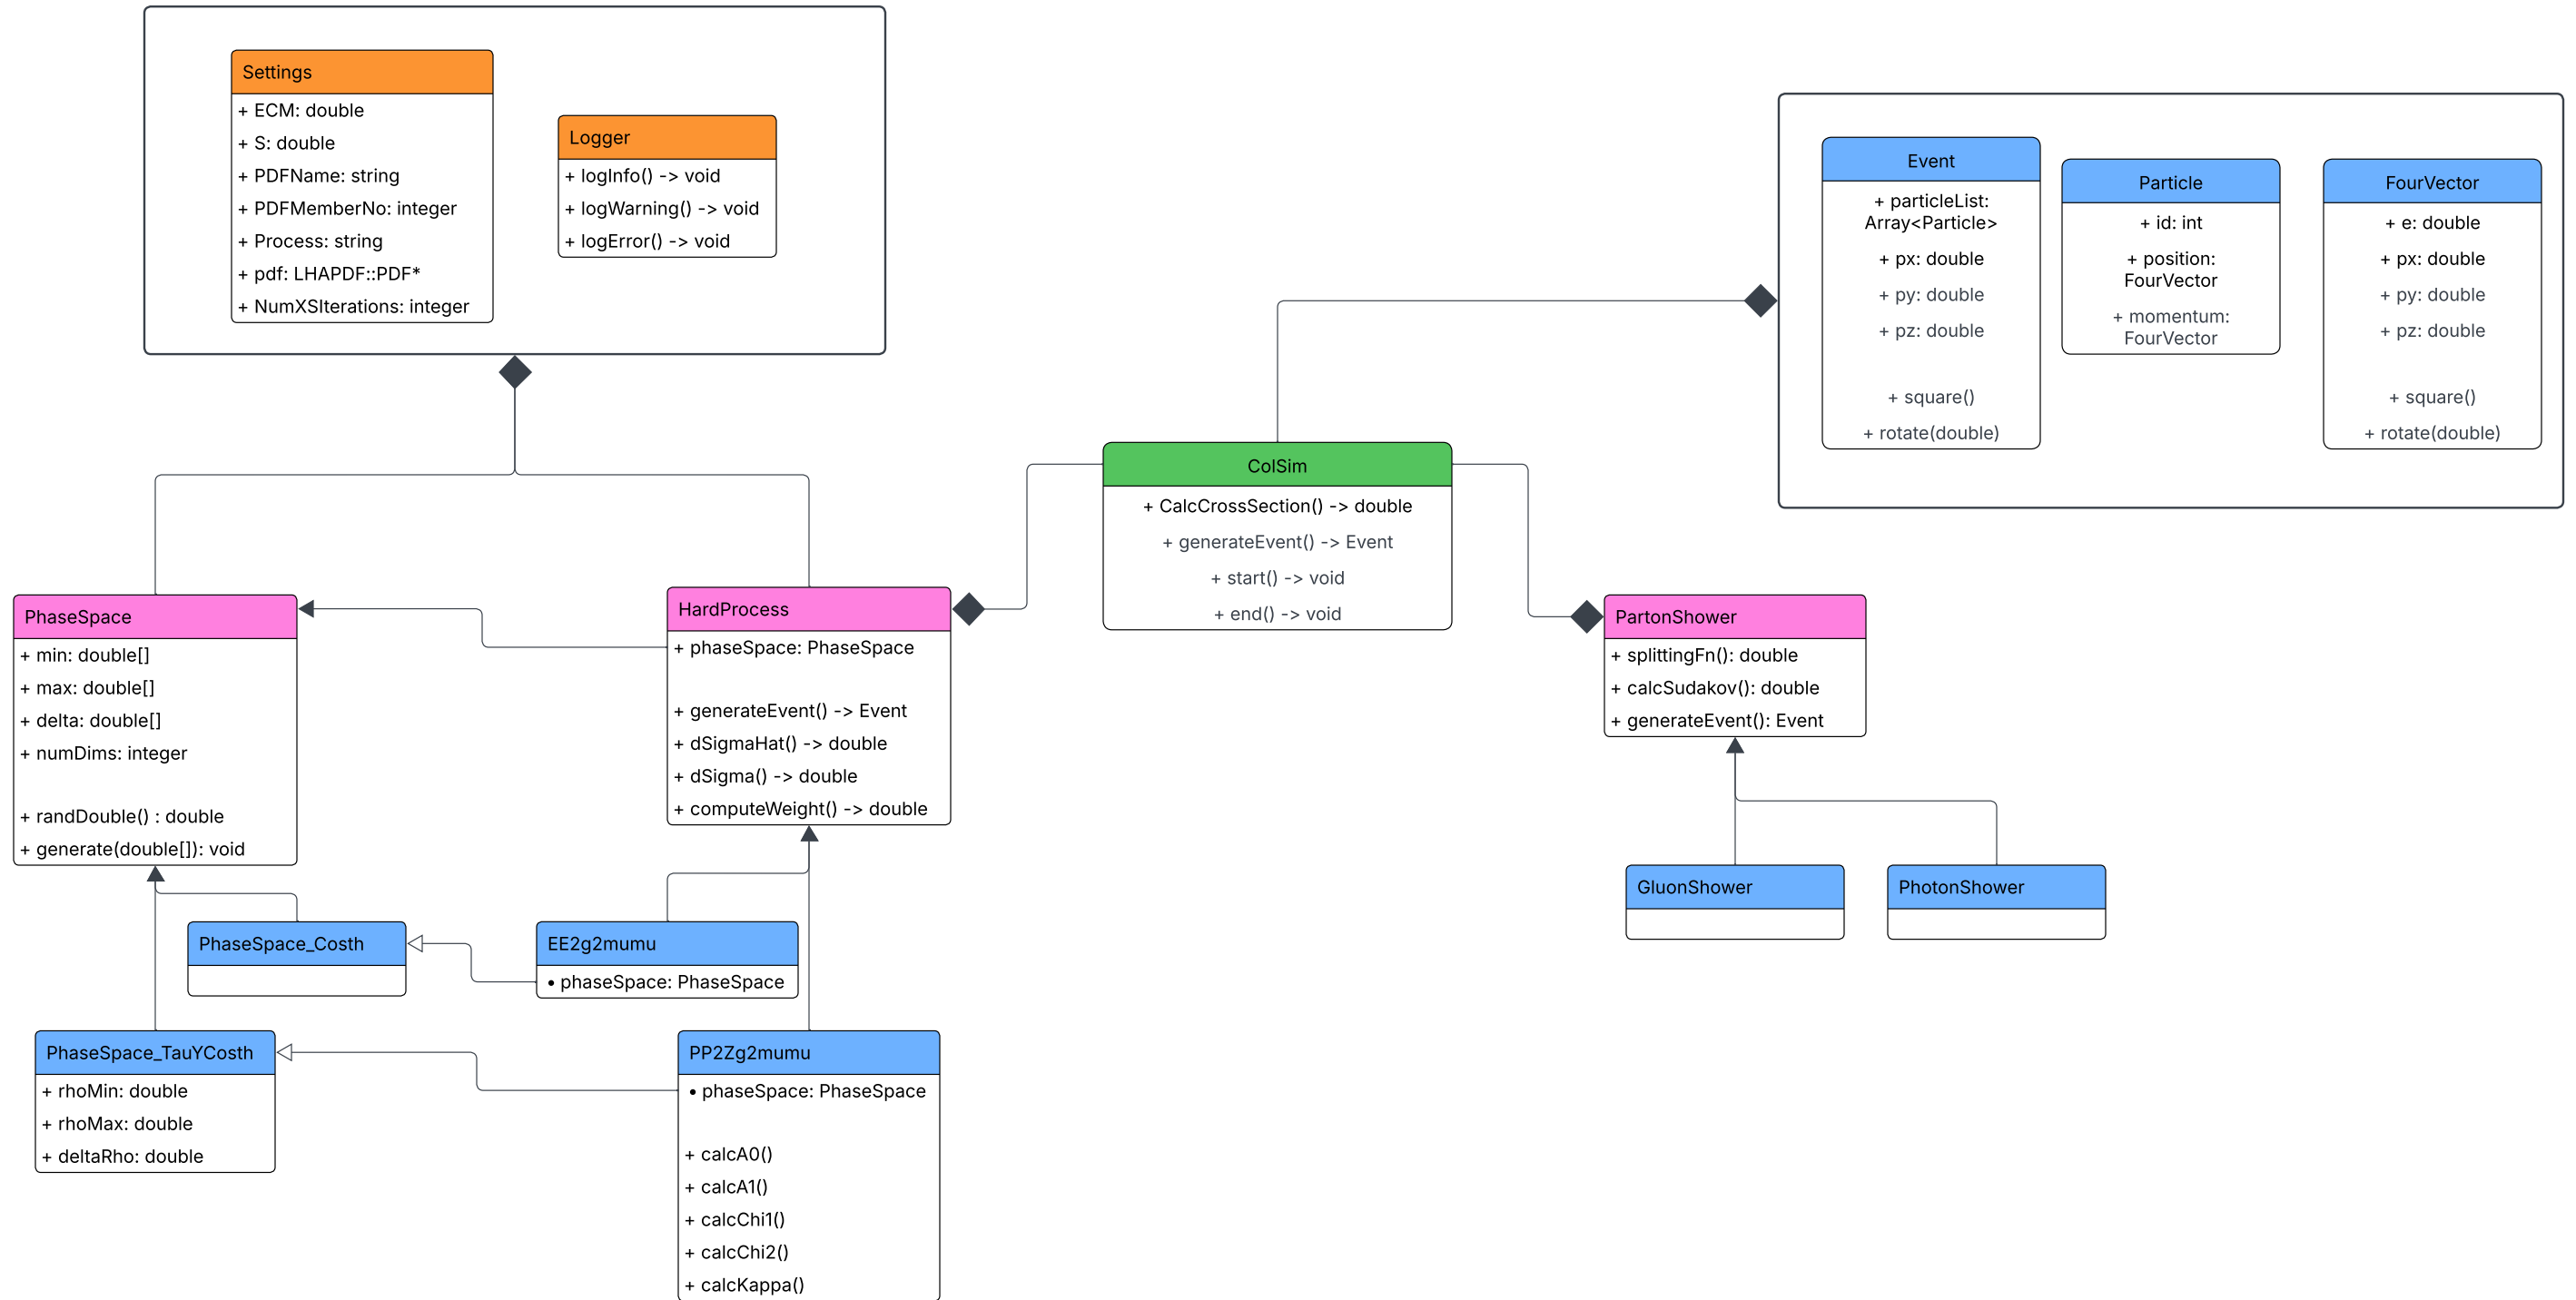 Settings
+ ECM: double
+ S: double
+ PDFName: string
+ PDFMemberNo: integer
+ Process: string
+ pdf: LHAPDF::PDF*
+ NumXSIterations: integer
Logger
+ logInfo() -> void
+ logWarning() -> void
+ logError() -> void
Event
+ particleList:
Array<Particle>
+ px: double
+ py: double
+ pz: double
+ square()
+ rotate(double)
Particle
+ id: int
+ position:
FourVector
+ momentum:
FourVector
FourVector
+ e: double
+ px: double
+ py: double
+ pz: double
+ square()
+ rotate(double)
ColSim
+ CalcCrossSection() -> double
+ generateEvent() -> Event
+ start() -> void
+ end() -> void
PhaseSpace
+ min: double[]
+ max: double[]
+ delta: double[]
+ numDims: integer
+ randDouble() : double
+ generate(double[]): void
HardProcess
+ phaseSpace: PhaseSpace
+ generateEvent() -> Event
+ dSigmaHat() -> double
+ dSigma() -> double
+ computeWeight() -> double
PartonShower
+ splittingFn(): double
+ calcSudakov(): double
+ generateEvent(): Event
GluonShower
PhotonShower
PhaseSpace_Costh
EE2g2mumu
• phaseSpace: PhaseSpace
PhaseSpace_TauYCosth
+ rhoMin: double
+ rhoMax: double
+ deltaRho: double
PP2Zg2mumu
• phaseSpace: PhaseSpace
+ calcA0()
+ calcA1()
+ calcChi1()
+ calcChi2()
+ calcKappa()